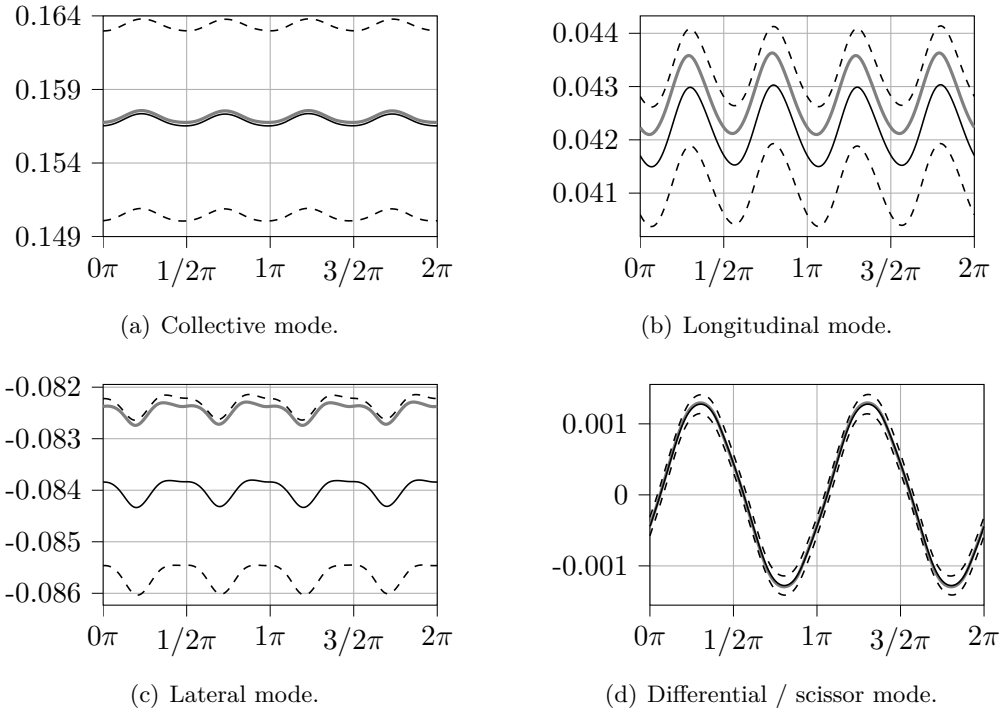 0.164
0.159
0.154
0.149
0π 1/2π 1π 3/2π 2π
(a) Collective mode.
0.044
0.043
0.042
0.041
0π 1/2π 1π 3/2π 2π
(b) Longitudinal mode.
-0.082
-0.083
-0.084
-0.085
-0.086
0π 1/2π 1π 3/2π 2π
(c) Lateral mode.
0.001
0
-0.001
0π 1/2π 1π 3/2π 2π
(d) Differential / scissor mode.